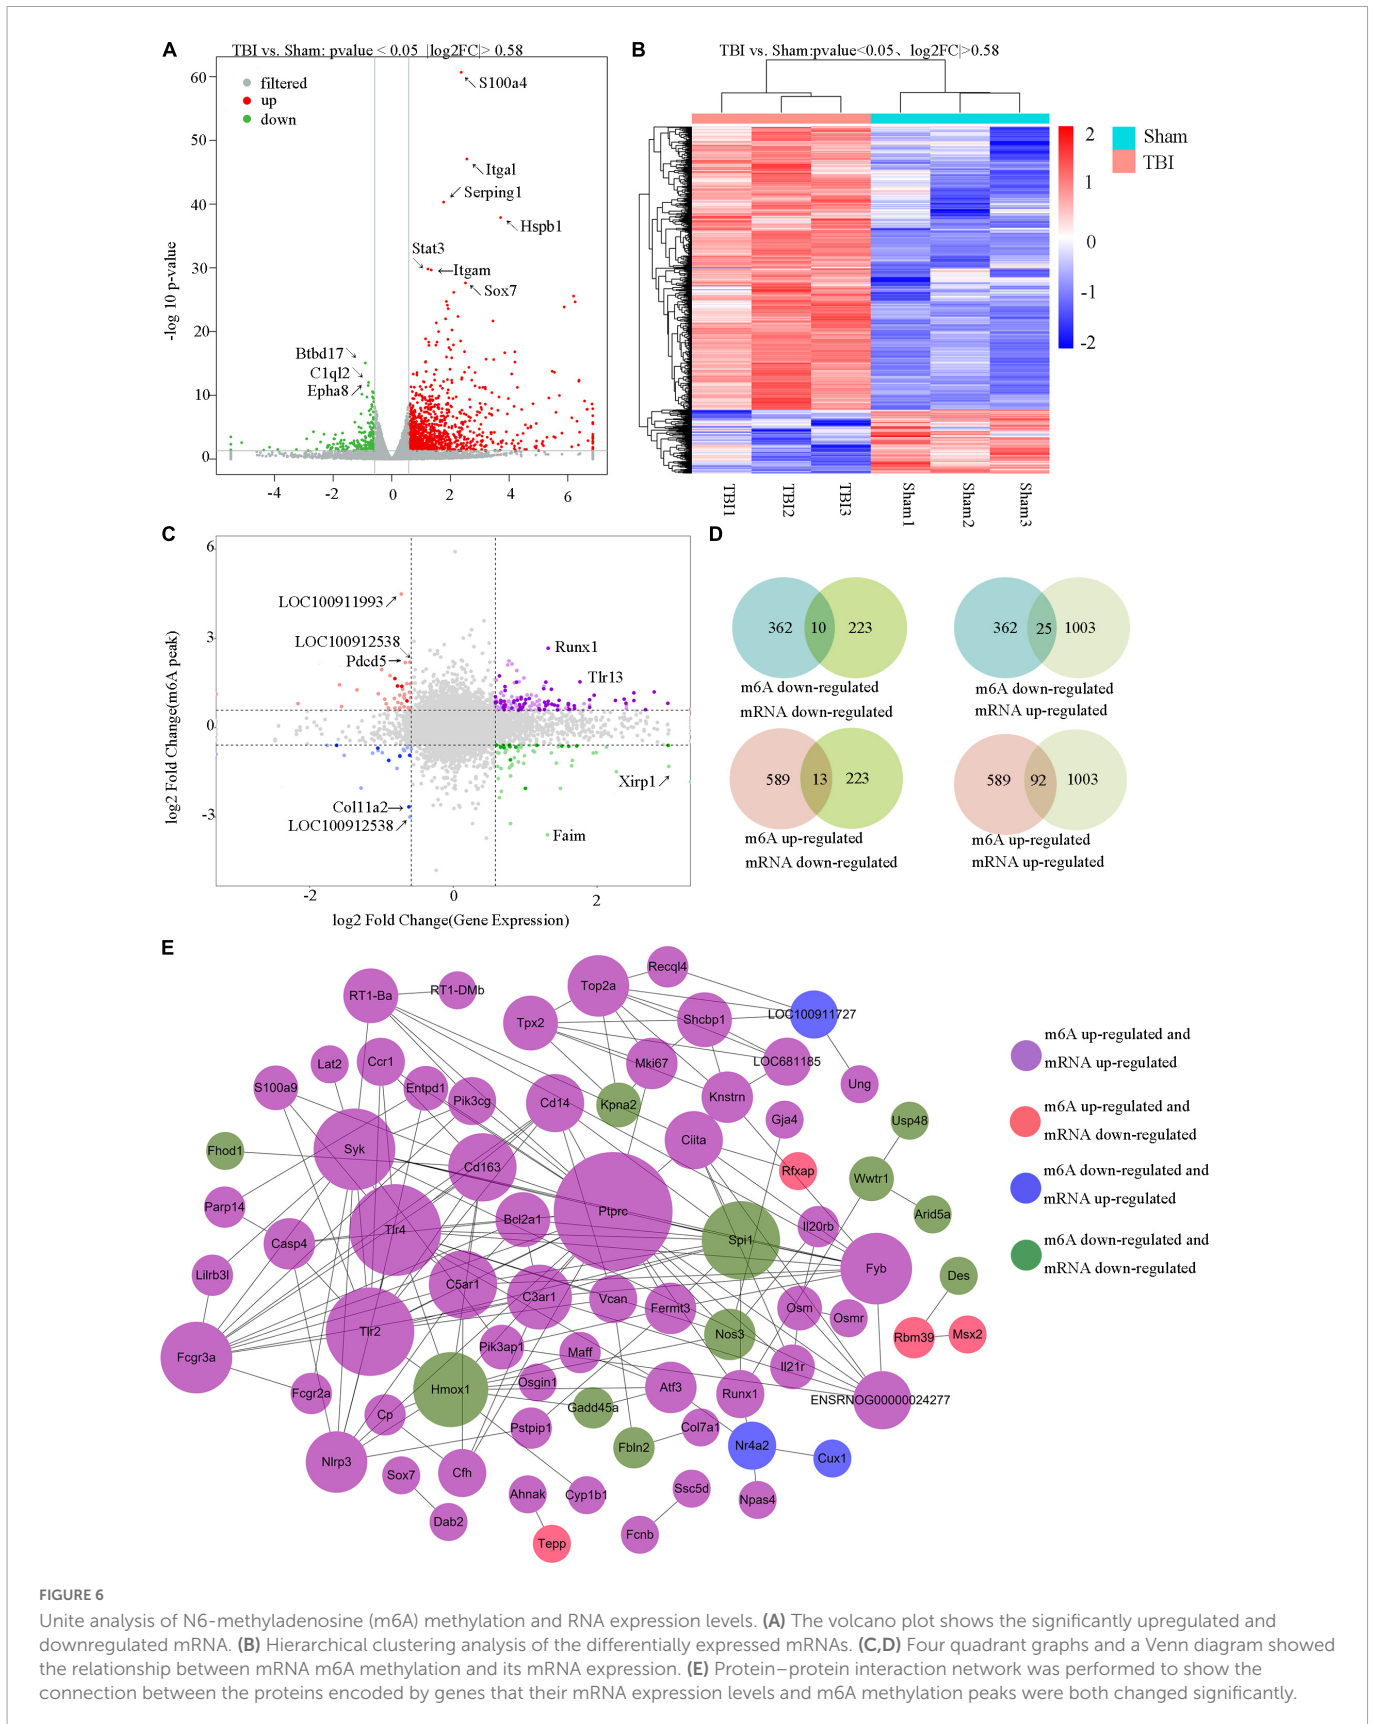 A
TBI vs. Sham: pvalue < 0.05 |log2FC|> 0.58
filtered
up
down
S100a4
Itgal
Serping1
Hspb1
Stat3
Itgam
Sox7
Btbd17
C1ql2
Epha8
-log 10 p-value
60
50
40
30
20
10
0
-4
-2
0
2
4
6
B
TBI vs. Sham:pvalue<0.05、log2FC|>0.58
2
1
0
-1
-2
Sham
TBI
TBI1
TBI2
TBI3
Sham1
Sham2
Sham3
C
log2 Fold Change(m6A peak)
6
3
0
-3
LOC100911993
LOC100912538
Pdcd5
Runx1
Tlr13
Xirp1
Col11a2
LOC100912538
Faim
-2
0
2
log2 Fold Change(Gene Expression)
D
362
10
223
m6A down-regulated
mRNA down-regulated
362
25
1003
m6A down-regulated
mRNA up-regulated
589
13
223
m6A up-regulated
mRNA down-regulated
589
92
1003
m6A up-regulated
mRNA up-regulated
E
RT1-Ba
RT1-DMb
Top2a
Recql4
Tpx2
Shcbp1
LOC100911727
Lat2
Ccr1
Mki67
LOC681185
S100a9
Entpd1
Pik3cg
Cd14
Kpna2
Knstrn
Ung
Gja4
Usp48
Fhod1
Syk
Cd163
Ciita
Rfxap
Wwtr1
Parp14
Casp4
Tlr4
Bcl2a1
Ptprc
Spi1
Il20rb
Arid5a
Lilrb3l
C5ar1
C3ar1
Vcan
Fermt3
Osm
Osmr
Fyb
Des
Fcgr3a
Tlr2
Pik3ap1
Maff
Nos3
Il21r
Rbm39
Msx2
Fcgr2a
Hmox1
Osgin1
Atf3
Runx1
ENSRNOG00000024277
Cp
Gadd45a
Pstpip1
Col7a1
Fbln2
Nr4a2
Cux1
Nlrp3
Sox7
Cfh
Ahnak
Cyp1b1
Ssc5d
Npas4
Dab2
Tepp
Fcnb
m6A up-regulated and
mRNA up-regulated
m6A up-regulated and
mRNA down-regulated
m6A down-regulated and
mRNA up-regulated
m6A down-regulated and
mRNA down-regulated
FIGURE 6
Unite analysis of N6-methyladenosine (m6A) methylation and RNA expression levels. (A) The volcano plot shows the significantly upregulated and
downregulated mRNA. (B) Hierarchical clustering analysis of the differentially expressed mRNAs. (C,D) Four quadrant graphs and a Venn diagram showed
the relationship between mRNA m6A methylation and its mRNA expression. (E) Protein–protein interaction network was performed to show the
connection between the proteins encoded by genes that their mRNA expression levels and m6A methylation peaks were both changed significantly.